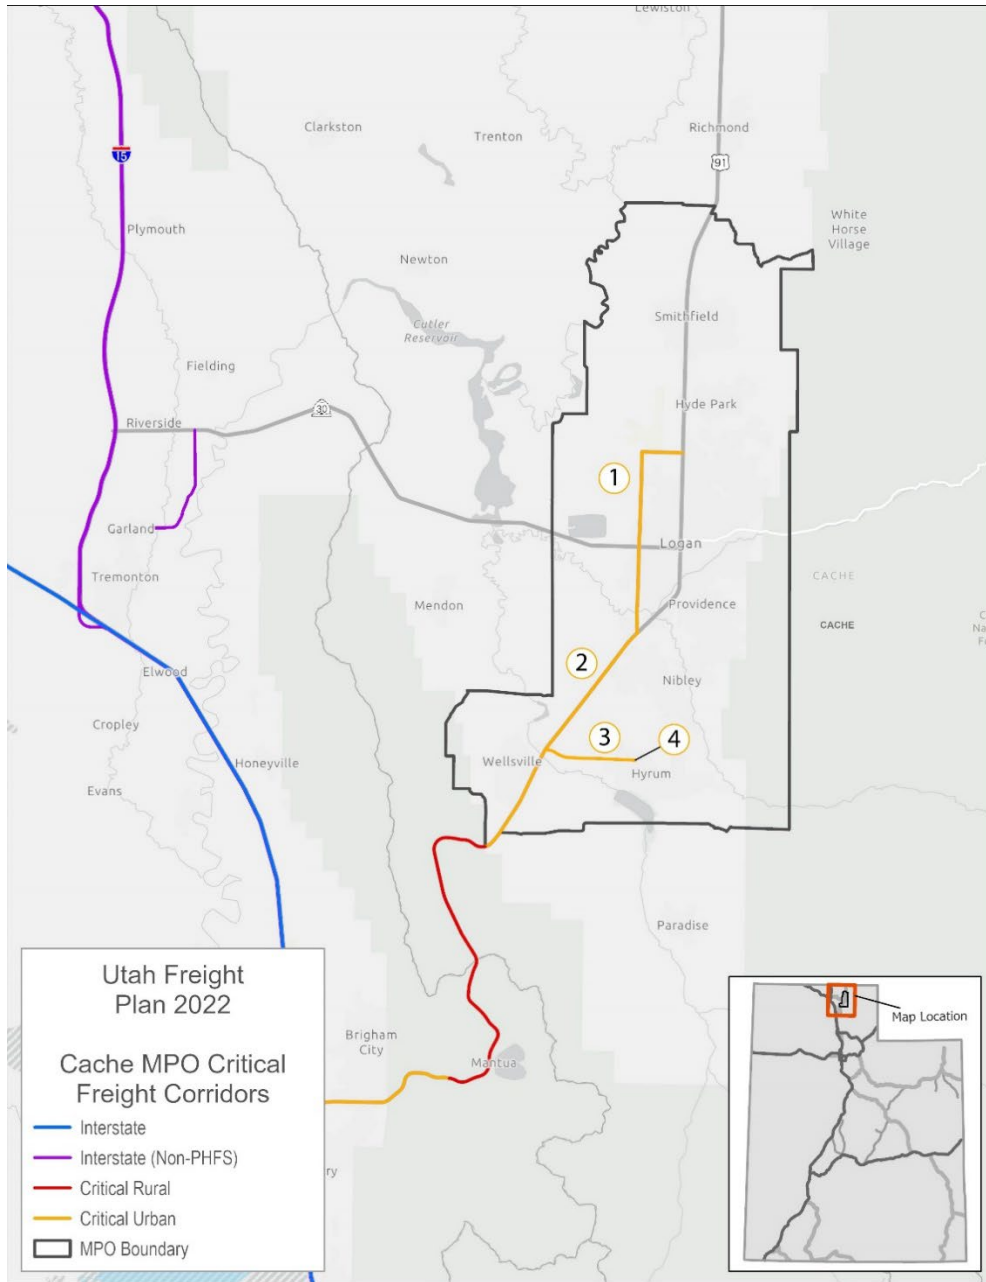 Lewiston
Clarkston
Trenton
Richmond
91
15
White
Horse
Village
Plymouth
Newton
Cutler
Reservoir
Smithfield
Fielding
Hyde Park
30
Riverside
1
Garland
Logan
Tremonton
CACHE
Mendon
Providence
CACHE
2
Elwood
Nibley
Cropley
3
4
Honeyville
Wellsville
Hyrum
Evans
Paradise
Utah Freight
Plan 2022
Cache MPO Critical
Freight Corridors
Interstate
Interstate (Non-PHFS)
Critical Rural
Critical Urban
MPO Boundary
Brigham
City
Mantua
ry
Map Location